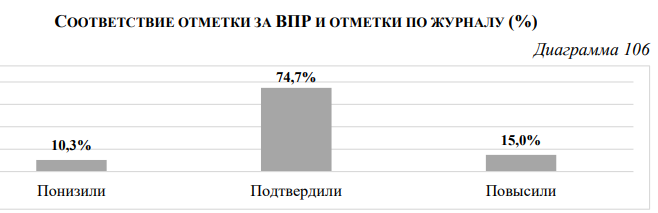 СООТВЕТСТВИЕ ОТМЕТКИ ЗА ВПР И ОТМЕТКИ ПО ЖУРНАЛУ (%)
Диаграмма 106
74,7%
10,3%
15,0%
Понизили Подтвердили Повысили